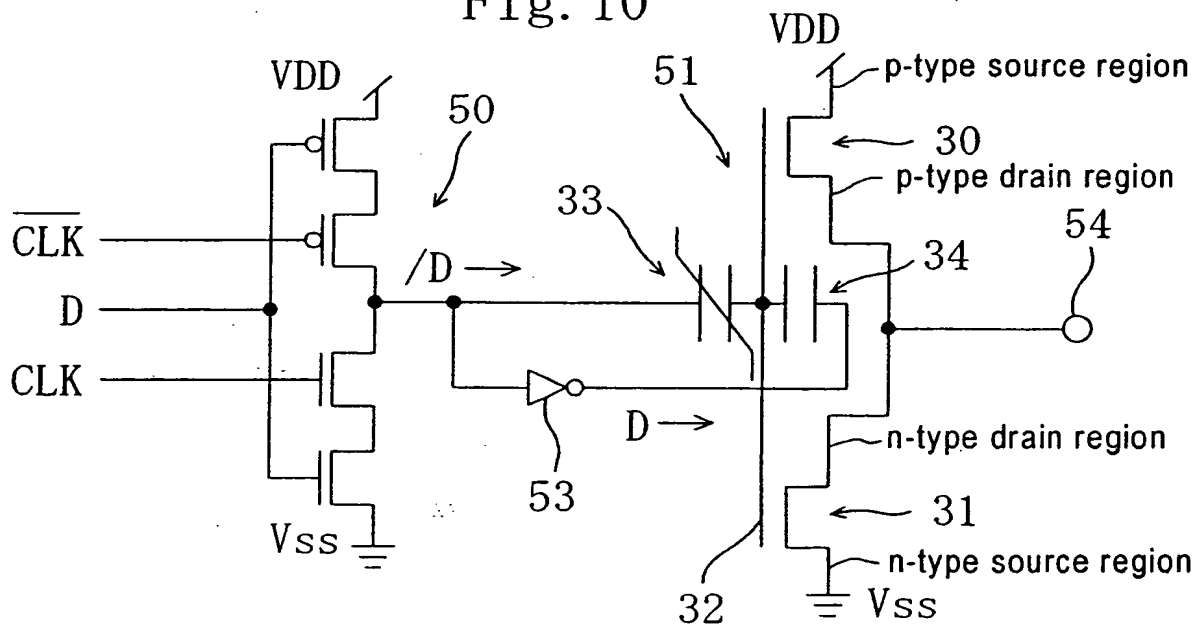 Fig. 10
VDD
p-type source region
51
VDD
50
30
p-type drain region
33
54
CLK
/D
34
D
CLK
D
n-type drain region
53
31
Vss
n-type source region
32
Vss